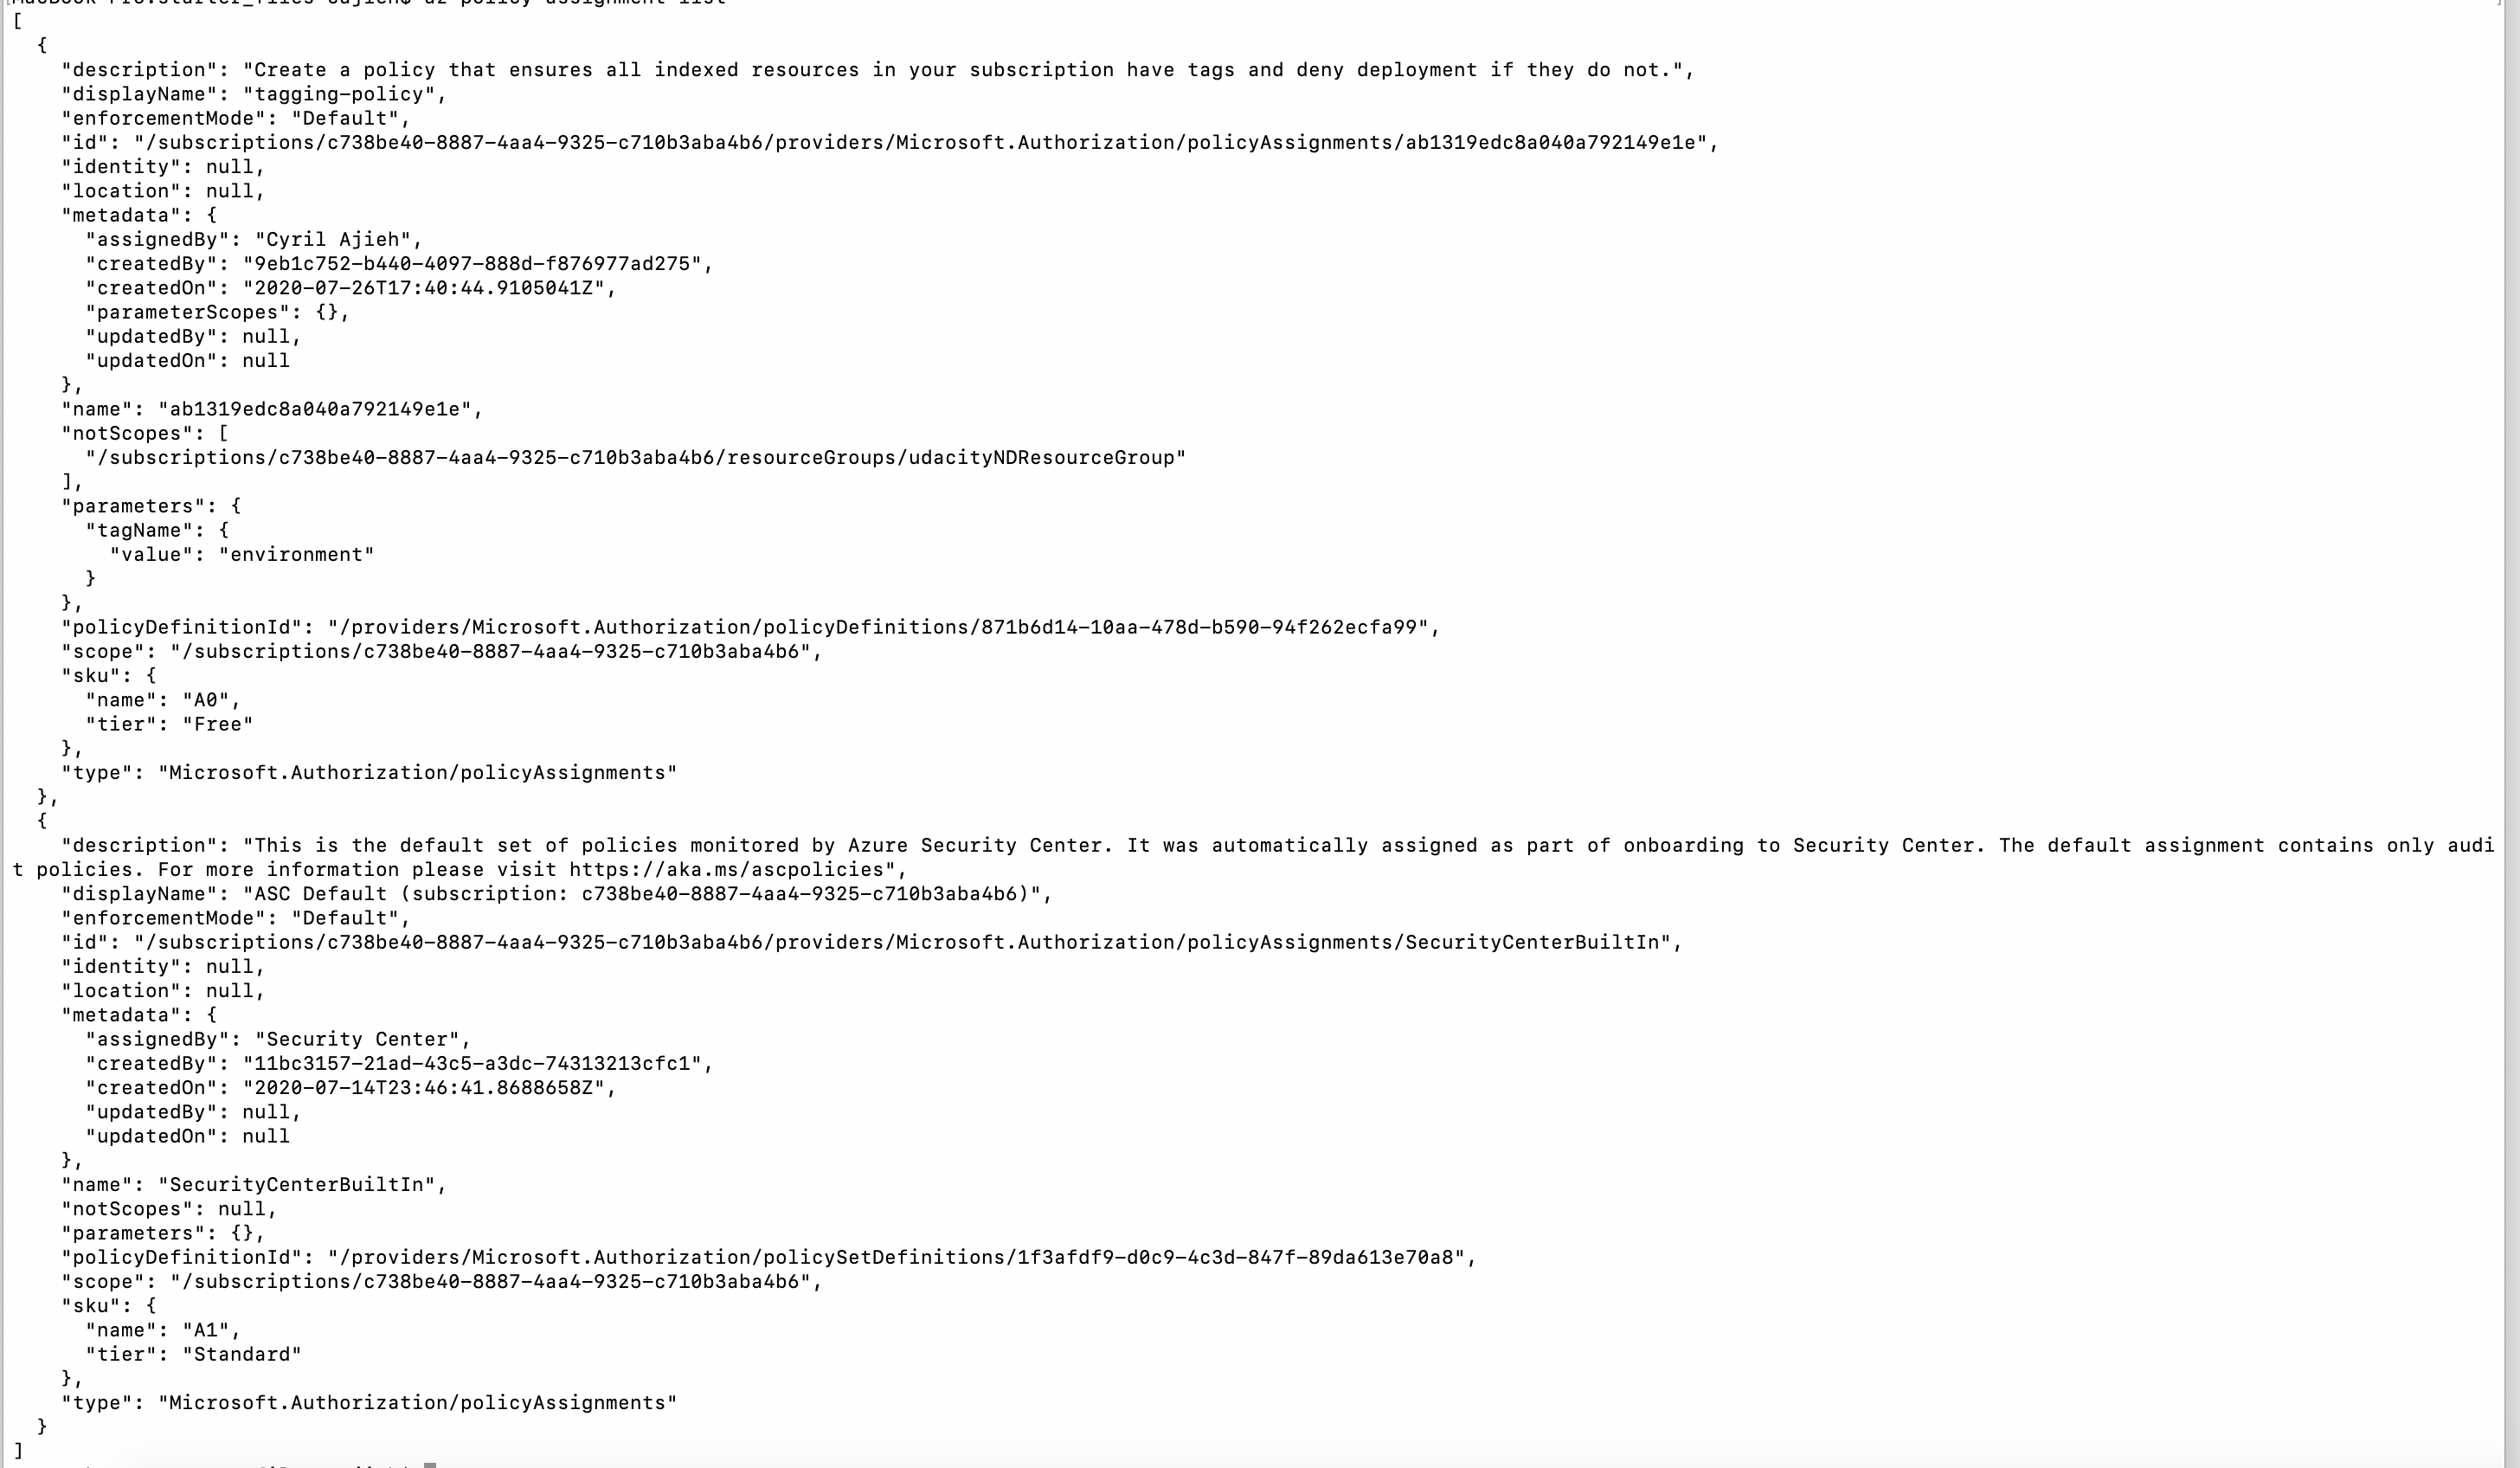 [
  {
    "description": "Create a policy that ensures all indexed resources in your subscription have tags and deny deployment if they do not.",
    "displayName": "tagging-policy",
    "enforcementMode": "Default",
    "id": "/subscriptions/c738be40-8887-4aa4-9325-c710b3aba4b6/providers/Microsoft.Authorization/policyAssignments/ab1319edc8a040a792149e1e",
    "identity": null,
    "location": null,
    "metadata": {
      "assignedBy": "Cyril Ajieh",
      "createdBy": "9eb1c752-b440-4097-888d-f876977ad275",
      "createdOn": "2020-07-26T17:40:44.9105041Z",
      "parameterScopes": {},
      "updatedBy": null,
      "updatedOn": null
    },
    "name": "ab1319edc8a040a792149e1e",
    "notScopes": [
      "/subscriptions/c738be40-8887-4aa4-9325-c710b3aba4b6/resourceGroups/udacityNDResourceGroup"
    ],
    "parameters": {
      "tagName": {
        "value": "environment"
      }
    },
    "policyDefinitionId": "/providers/Microsoft.Authorization/policyDefinitions/871b6d14-10aa-478d-b590-94f262ecfa99",
    "scope": "/subscriptions/c738be40-8887-4aa4-9325-c710b3aba4b6",
    "sku": {
      "name": "A0",
      "tier": "Free"
    },
    "type": "Microsoft.Authorization/policyAssignments"
  },
  {
    "description": "This is the default set of policies monitored by Azure Security Center. It was automatically assigned as part of onboarding to Security Center. The default assignment contains only audi
t policies. For more information please visit https://aka.ms/ascpolicies",
    "displayName": "ASC Default (subscription: c738be40-8887-4aa4-9325-c710b3aba4b6)",
    "enforcementMode": "Default",
    "id": "/subscriptions/c738be40-8887-4aa4-9325-c710b3aba4b6/providers/Microsoft.Authorization/policyAssignments/SecurityCenterBuiltIn",
    "identity": null,
    "location": null,
    "metadata": {
      "assignedBy": "Security Center",
      "createdBy": "11bc3157-21ad-43c5-a3dc-74313213cfc1",
      "createdOn": "2020-07-14T23:46:41.8688658Z",
      "updatedBy": null,
      "updatedOn": null
    },
    "name": "SecurityCenterBuiltIn",
    "notScopes": null,
    "parameters": {},
    "policyDefinitionId": "/providers/Microsoft.Authorization/policySetDefinitions/1f3afdf9-d0c9-4c3d-847f-89da613e70a8",
    "scope": "/subscriptions/c738be40-8887-4aa4-9325-c710b3aba4b6",
    "sku": {
      "name": "A1",
      "tier": "Standard"
    },
    "type": "Microsoft.Authorization/policyAssignments"
  }
]